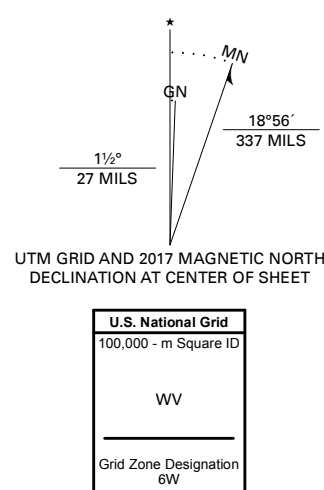 ★
MN
GN
18°56´
337 MILS
1½°
27 MILS
UTM GRID AND 2017 MAGNETIC NORTH
DECLINATION AT CENTER OF SHEET
U.S. National Grid
100,000 - m Square ID
WV
Grid Zone Designation
6W